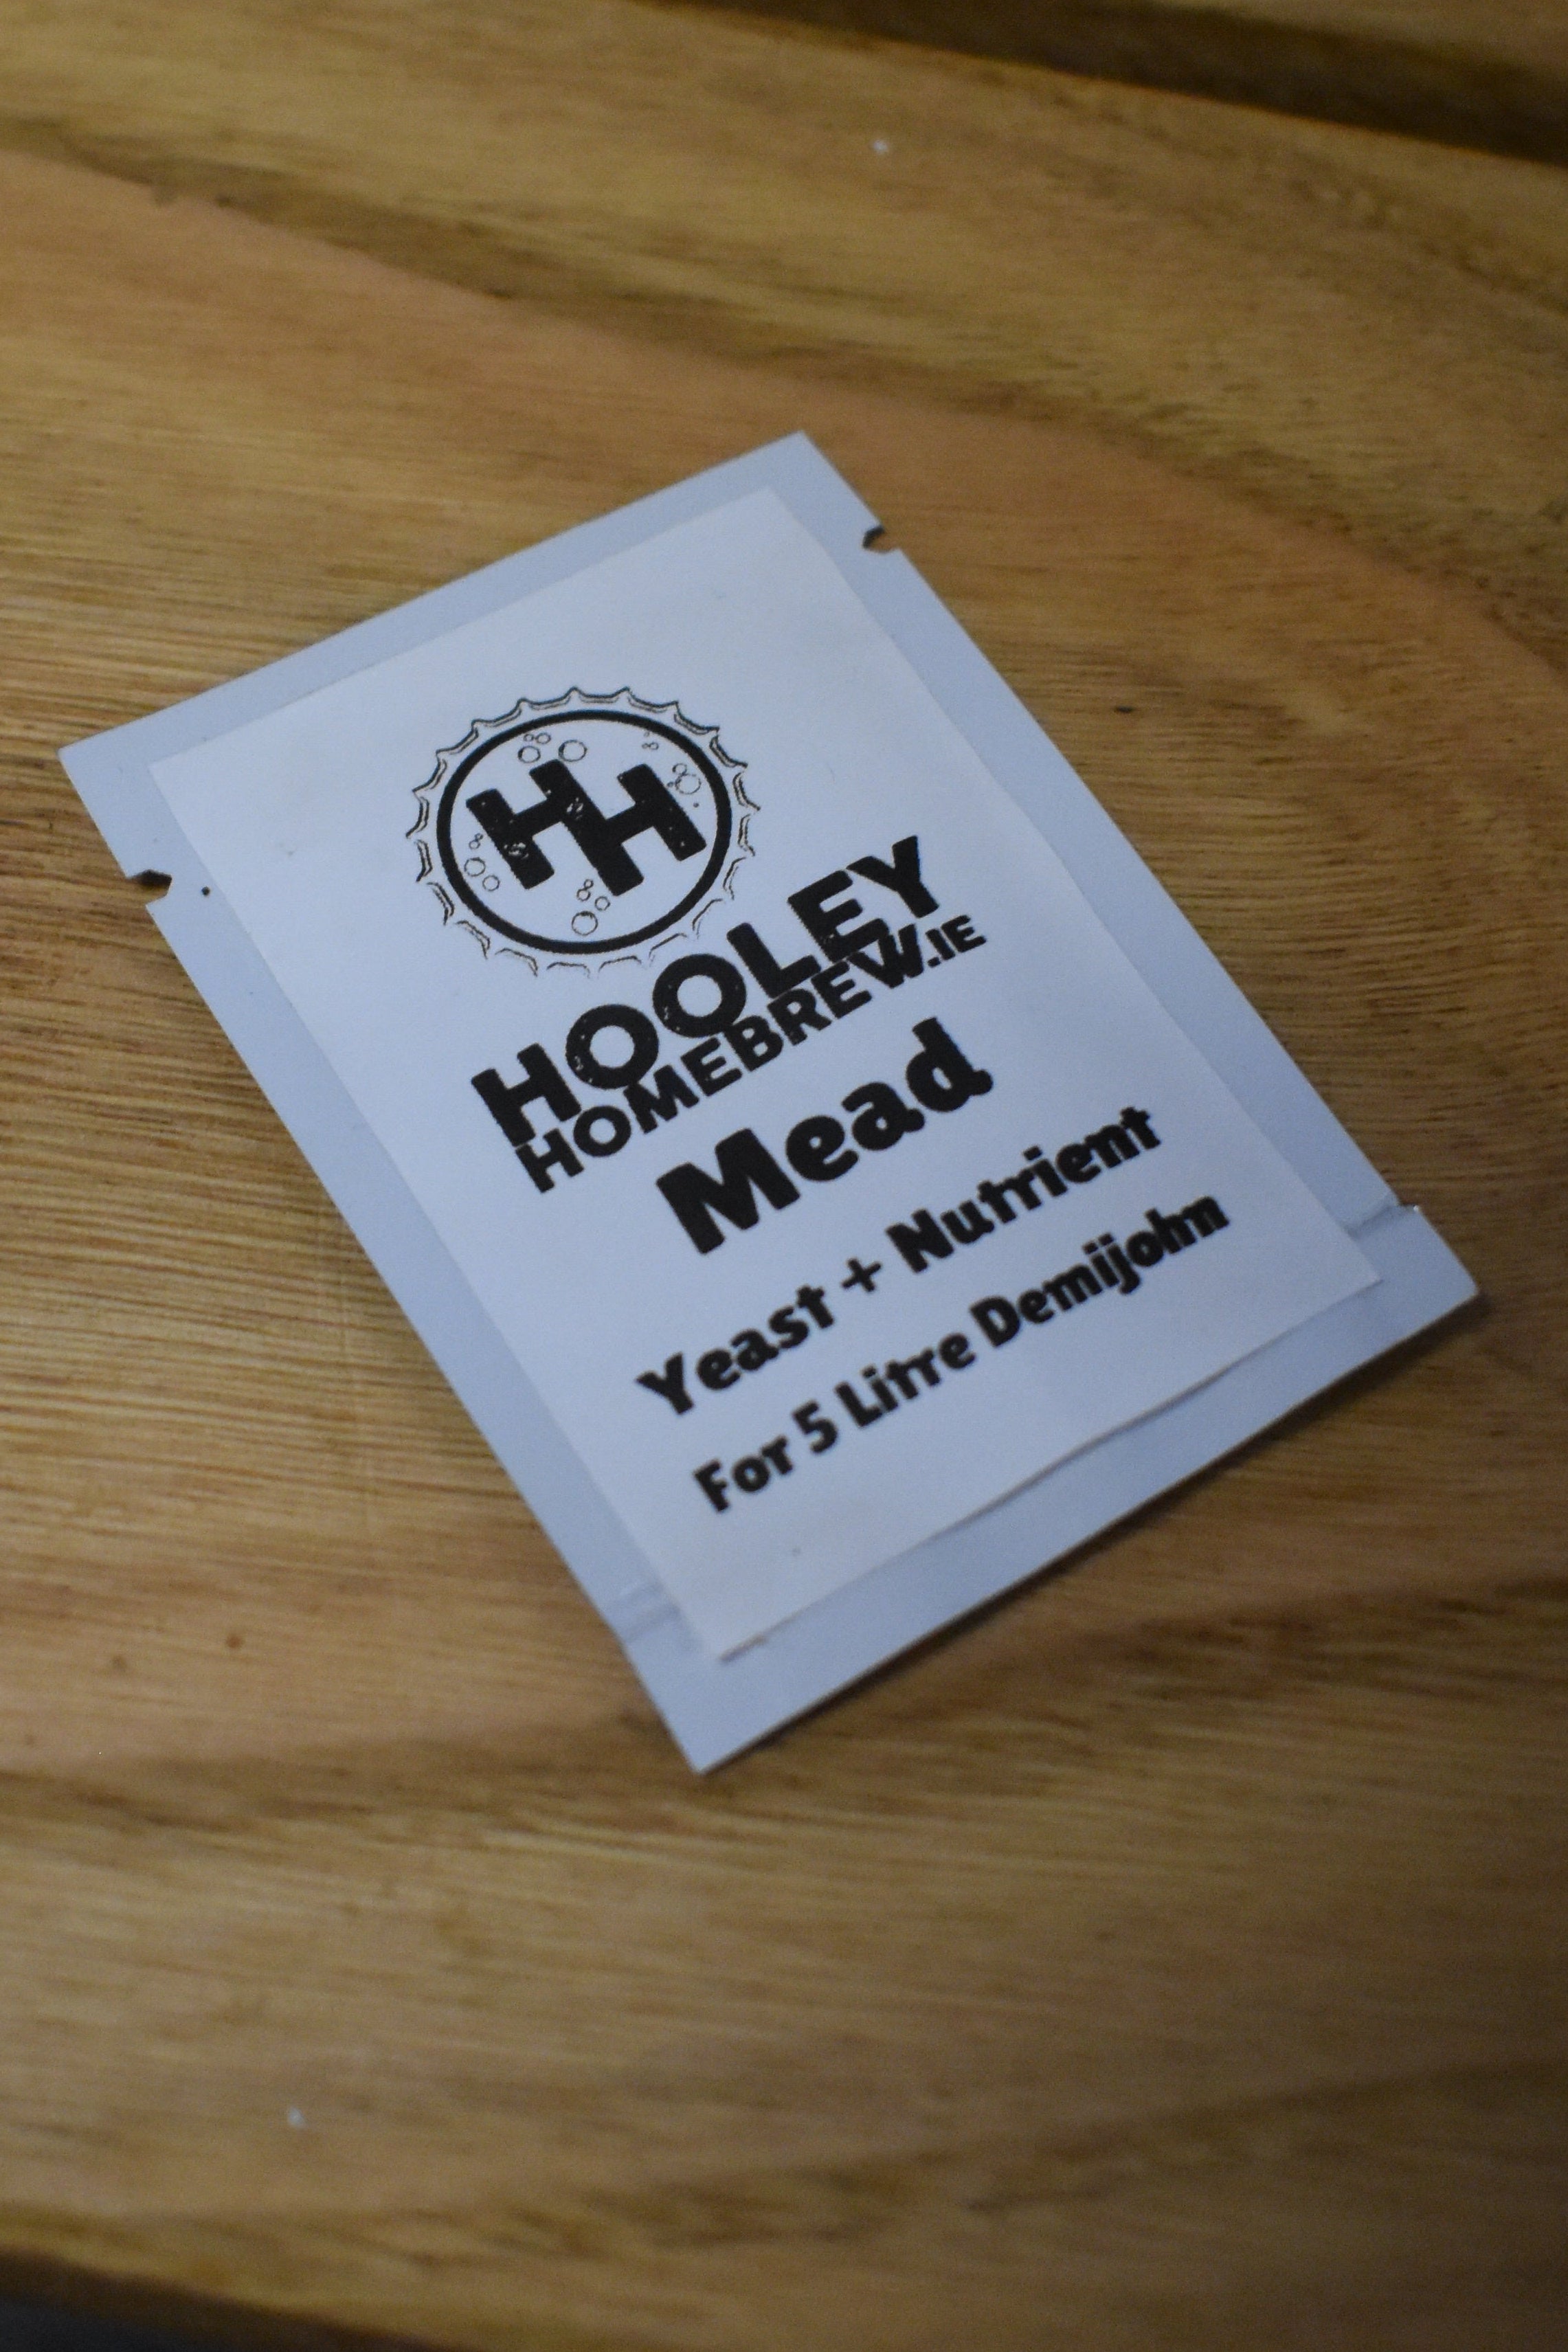 HH
HOOLEY
HOMEBREW.IE
Mead
Yeast + Nutrient
For 5 Litre Demijohn